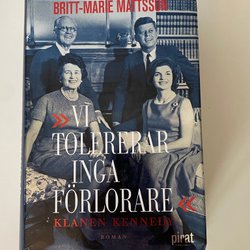 BRITT-MARIE MATTSSON
»VI
TOLERERAR
INGA
FÖRLORARE«
KLANEN KENNEDY
ROMAN
pirat